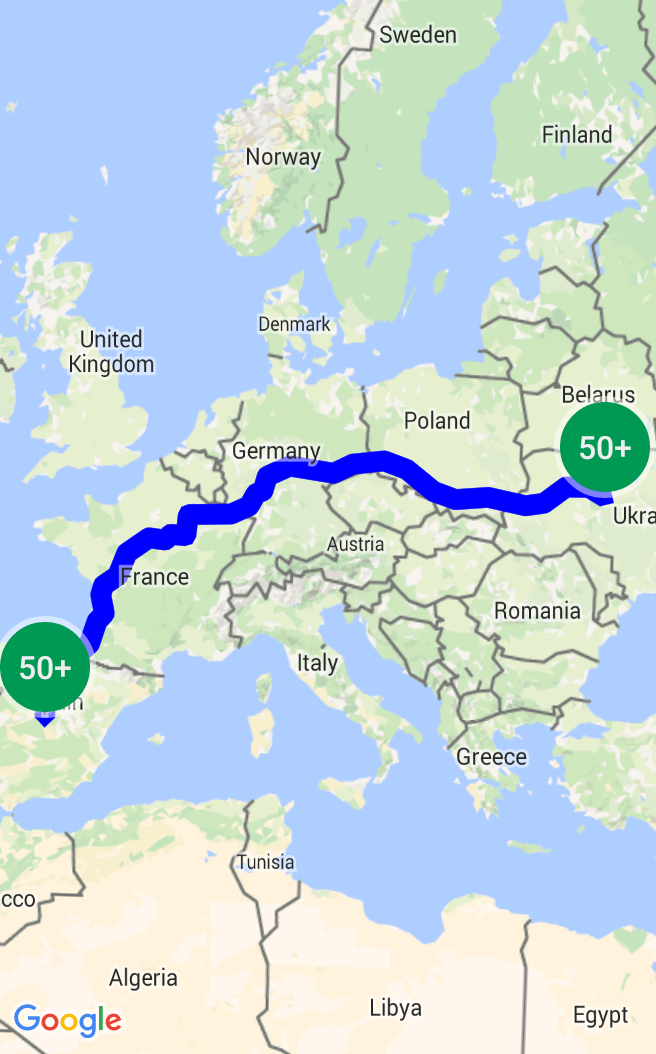 Sweden
Finland
Norway
Denmark
United
Kingdom
Belarus
Poland
50+
Germany
Ukra
Austria
France
Romania
50+
Italy
in
Greece
Tunisia
cco
Algeria
Libya
Egypt
Google